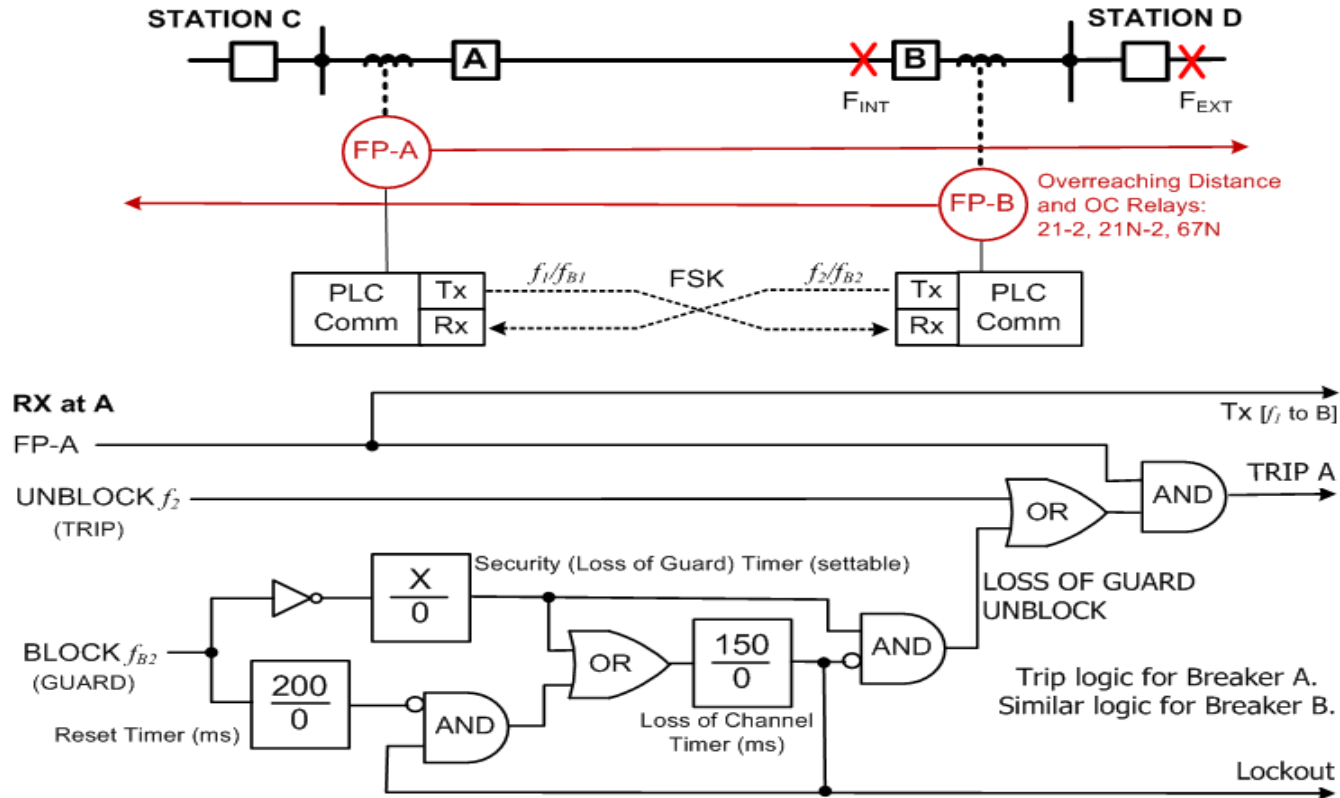 STATION C
STATION D
A
B
F_INT
F_EXT
FP-A
FP-B
Overreaching Distance
and OC Relays:
21-2, 21N-2, 67N
f1/fB1
FSK
f2/fB2
PLC
Comm
Tx
Rx
Tx
Rx
PLC
Comm
RX at A
Tx [f1 to B]
FP-A
TRIP A
UNBLOCK f2
(TRIP)
OR
AND
Security (Loss of Guard) Timer (settable)
X
0
LOSS OF GUARD
UNBLOCK
BLOCK fB2
(GUARD)
OR
150
0
AND
200
0
AND
Reset Timer (ms)
Loss of Channel
Timer (ms)
Trip logic for Breaker A.
Similar logic for Breaker B.
Lockout